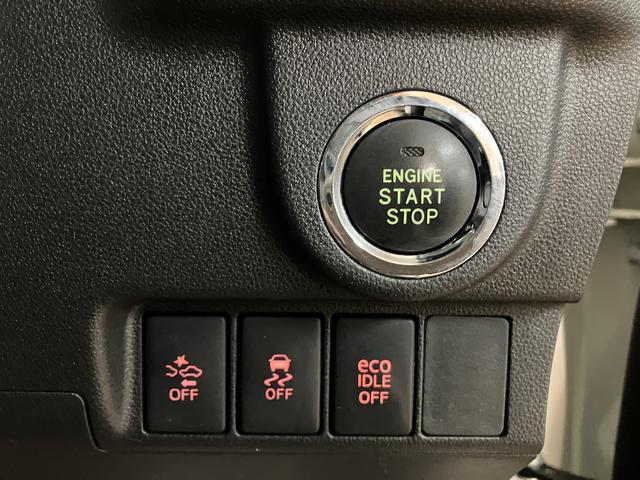 ENGINE
START
STOP
OFF
OFF
eco
IDLE
OFF